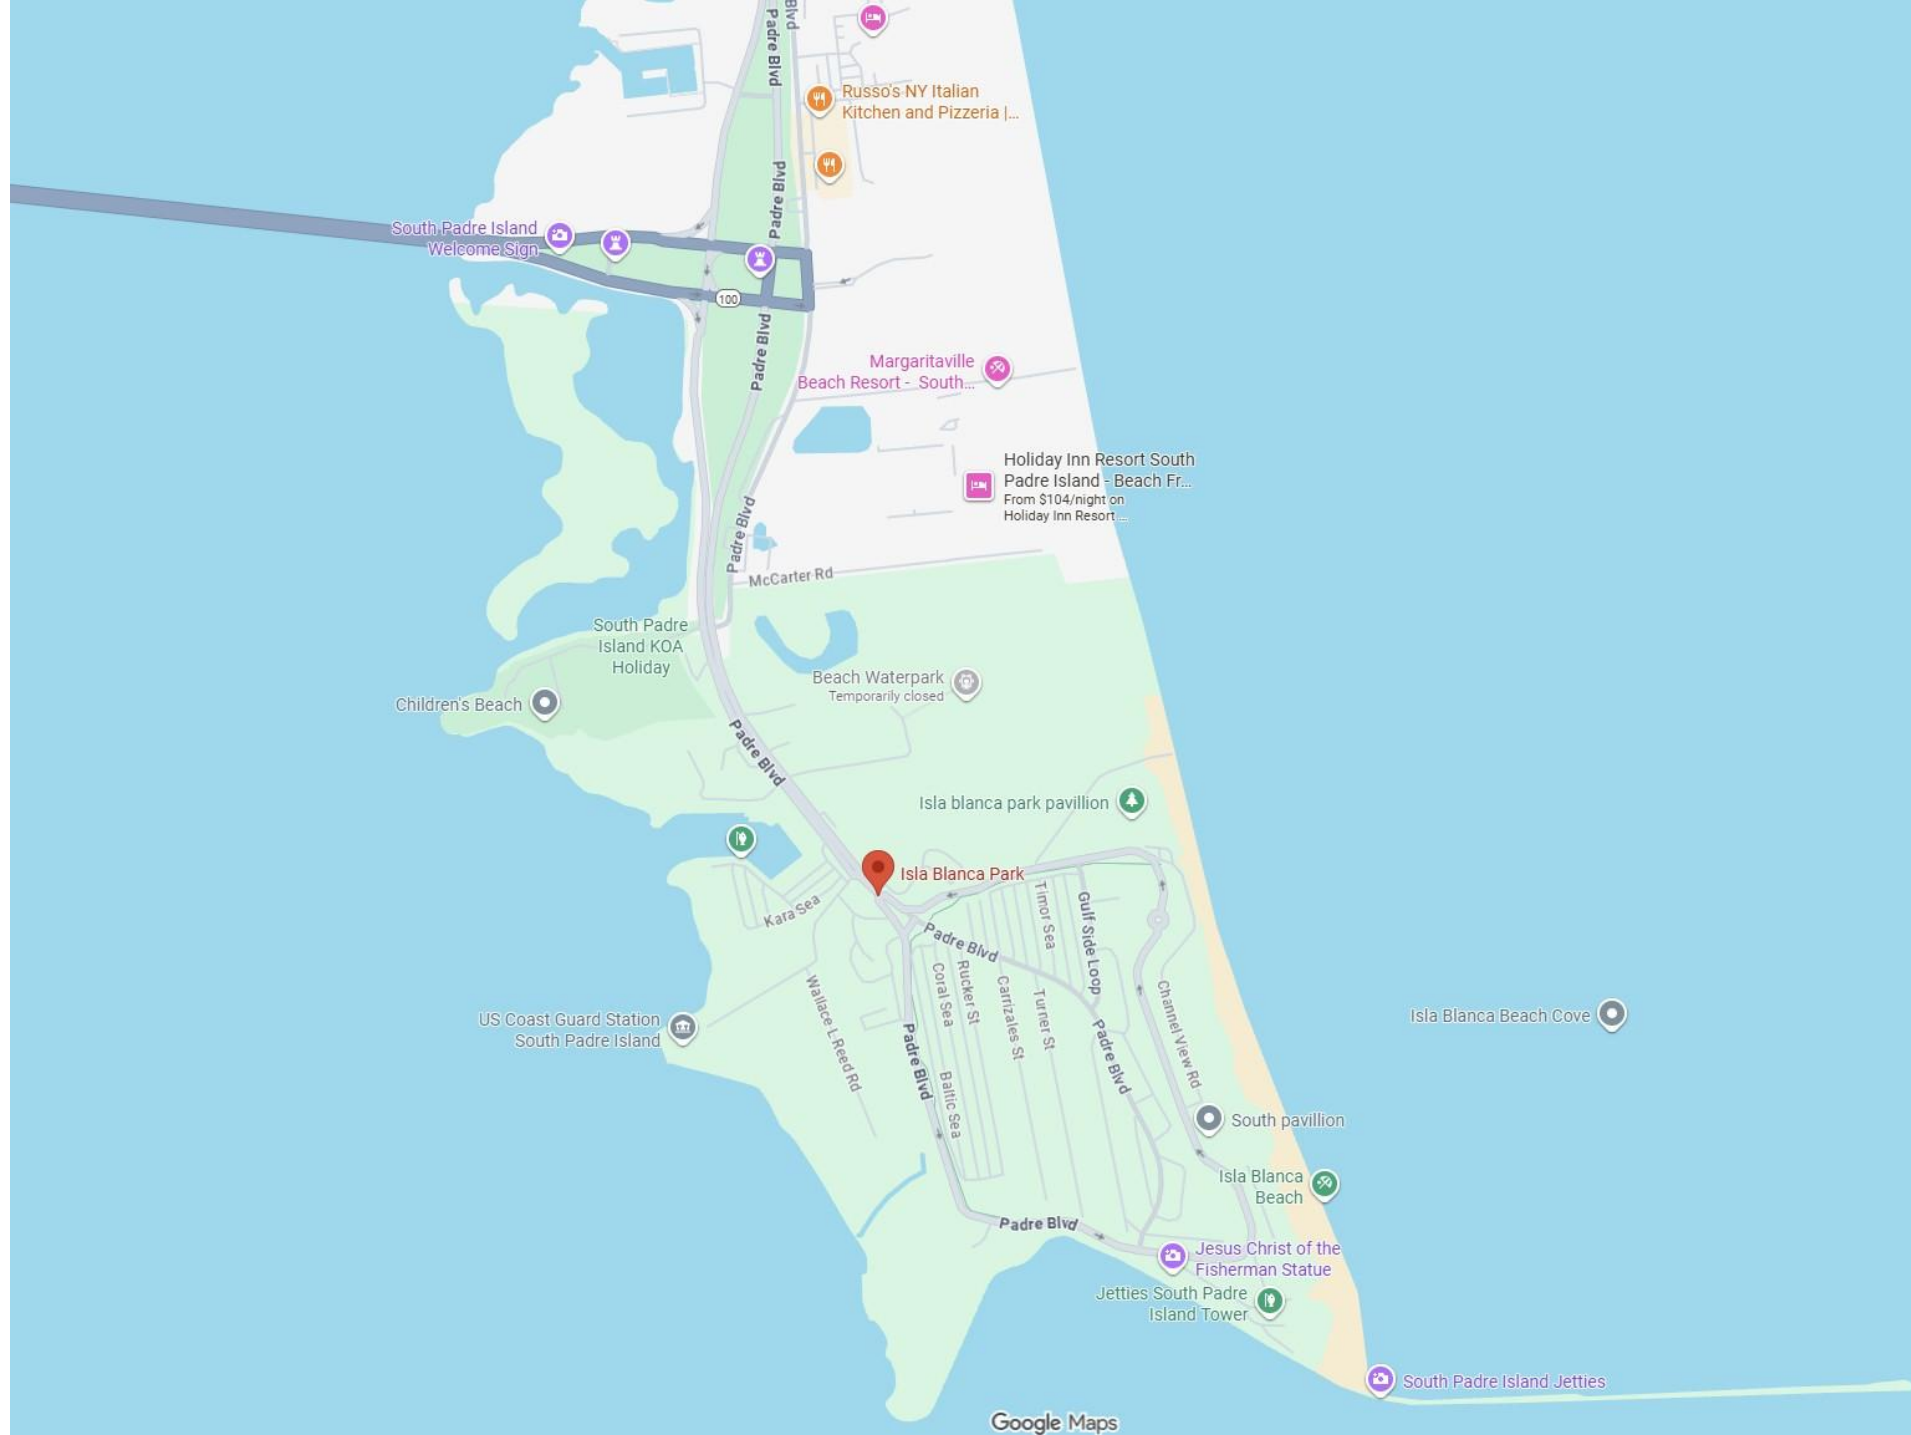 Padre Blvd
Blvd
Russo's NY Italian
Kitchen and Pizzeria |...
Padre Blvd
South Padre Island
Welcome Sign
100
Padre Blvd
Margaritaville
Beach Resort - South...
Holiday Inn Resort South
Padre Island - Beach Fr...
From $104/night on
Holiday Inn Resort ...
Padre Blvd
McCarter Rd
South Padre
Island KOA
Holiday
Beach Waterpark
Temporarily closed
Children's Beach
Padre Blvd
Isla blanca park pavillion
Isla Blanca Park
Kara Sea
Timor Sea
Gulf Side Loop
Padre Blvd
Coral Sea
Rucker St
Carrizales St
Turner St
Channel View Rd
Wallace L Reed Rd
US Coast Guard Station
South Padre Island
Isla Blanca Beach Cove
Padre Blvd
Padre Blvd
Baltic Sea
South pavillion
Isla Blanca
Beach
Padre Blvd
Jesus Christ of the
Fisherman Statue
Jetties South Padre
Island Tower
South Padre Island Jetties
Google Maps